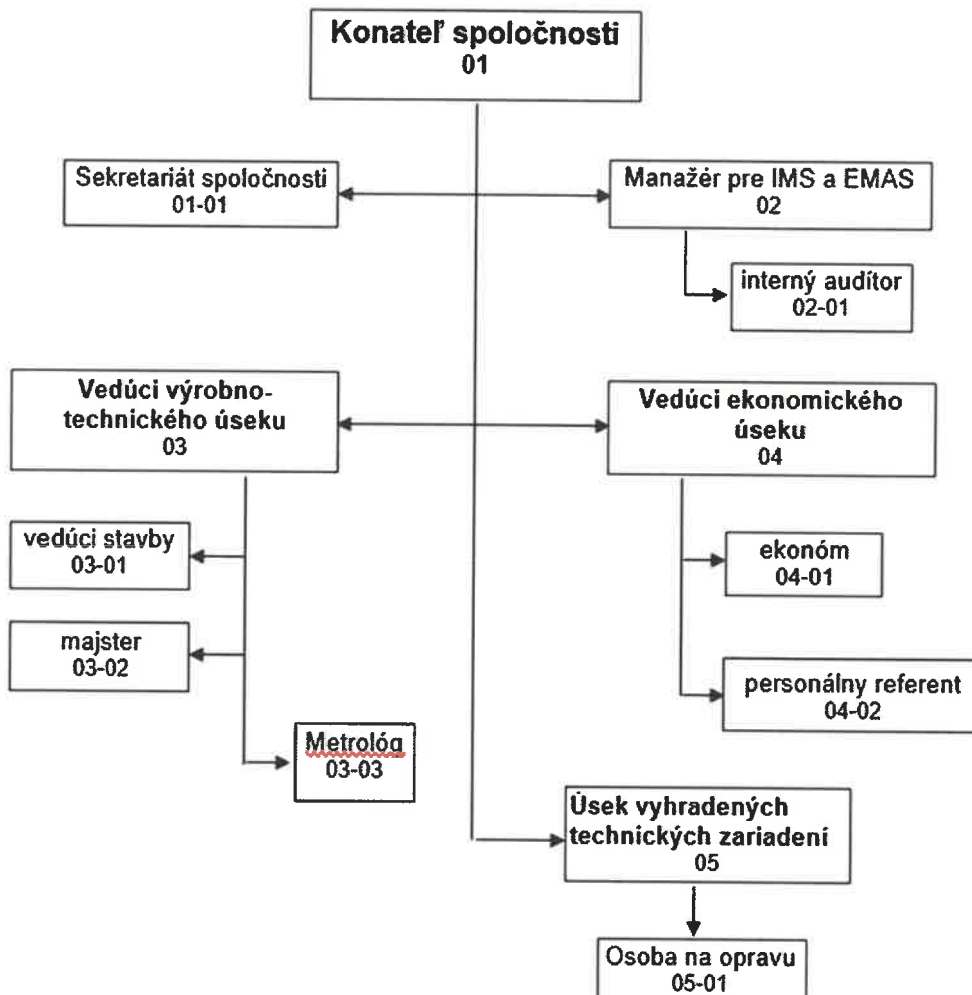 Konateľ spoločnosti
01
Sekretariát spoločnosti
01-01
Manažér pre IMS a EMAS
02
interný audítor
02-01
Vedúci výrobno-
technického úseku
03
Vedúci ekonomického
úseku
04
vedúci stavby
03-01
ekonóm
04-01
majster
03-02
personálny referent
04-02
Metrológ
03-03
Úsek vyhradených
technických zariadení
05
Osoba na opravu
05-01